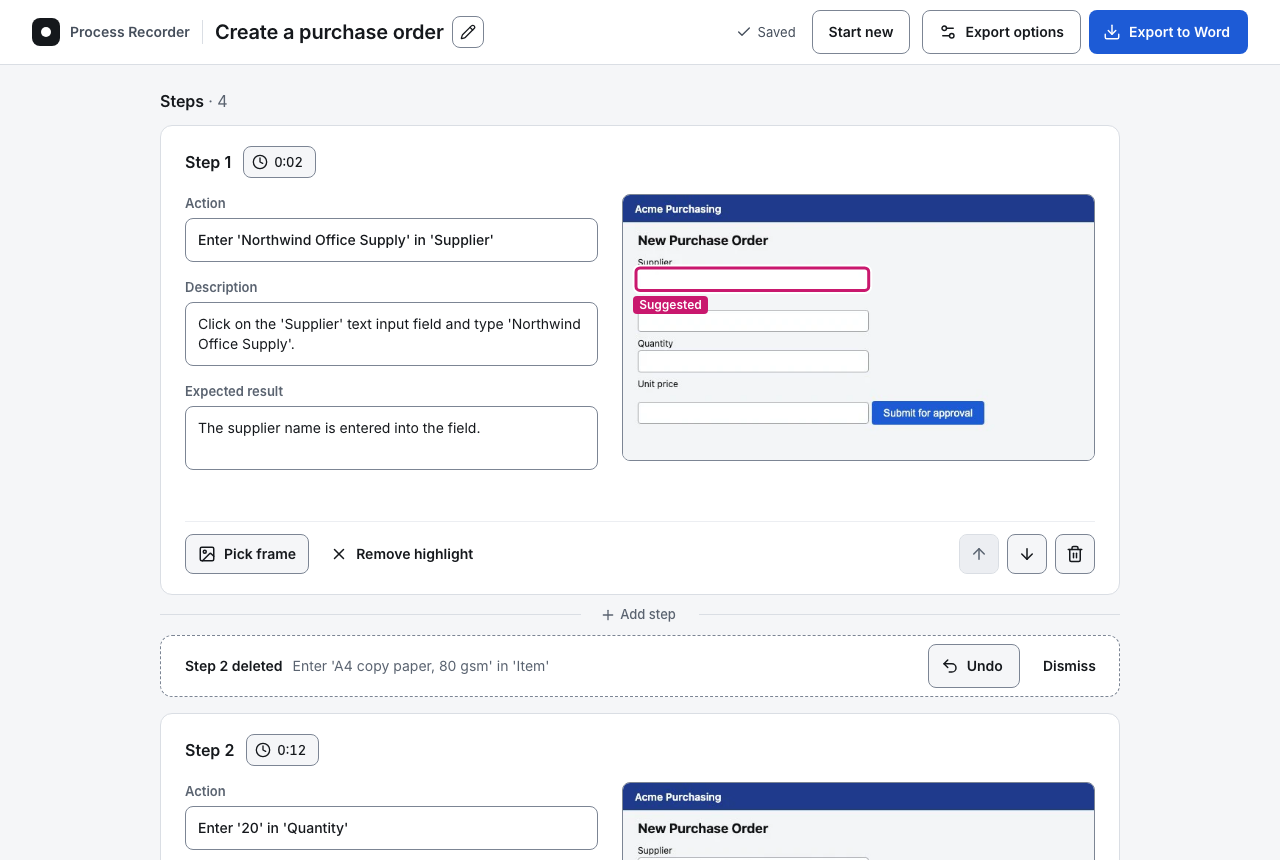 Process Recorder
Create a purchase order
Saved
Start new
Export options
Export to Word
Steps · 4
Step 1
0:02
Action
Enter 'Northwind Office Supply' in 'Supplier'
Description
Click on the 'Supplier' text input field and type 'Northwind
Office Supply'.
Expected result
The supplier name is entered into the field.
Acme Purchasing
New Purchase Order
Supplier
Suggested
Quantity
Unit price
Submit for approval
Pick frame
Remove highlight
Add step
Step 2 deleted
Enter 'A4 copy paper, 80 gsm' in 'Item'
Undo
Dismiss
Step 2
0:12
Action
Enter '20' in 'Quantity'
Acme Purchasing
New Purchase Order
Supplier